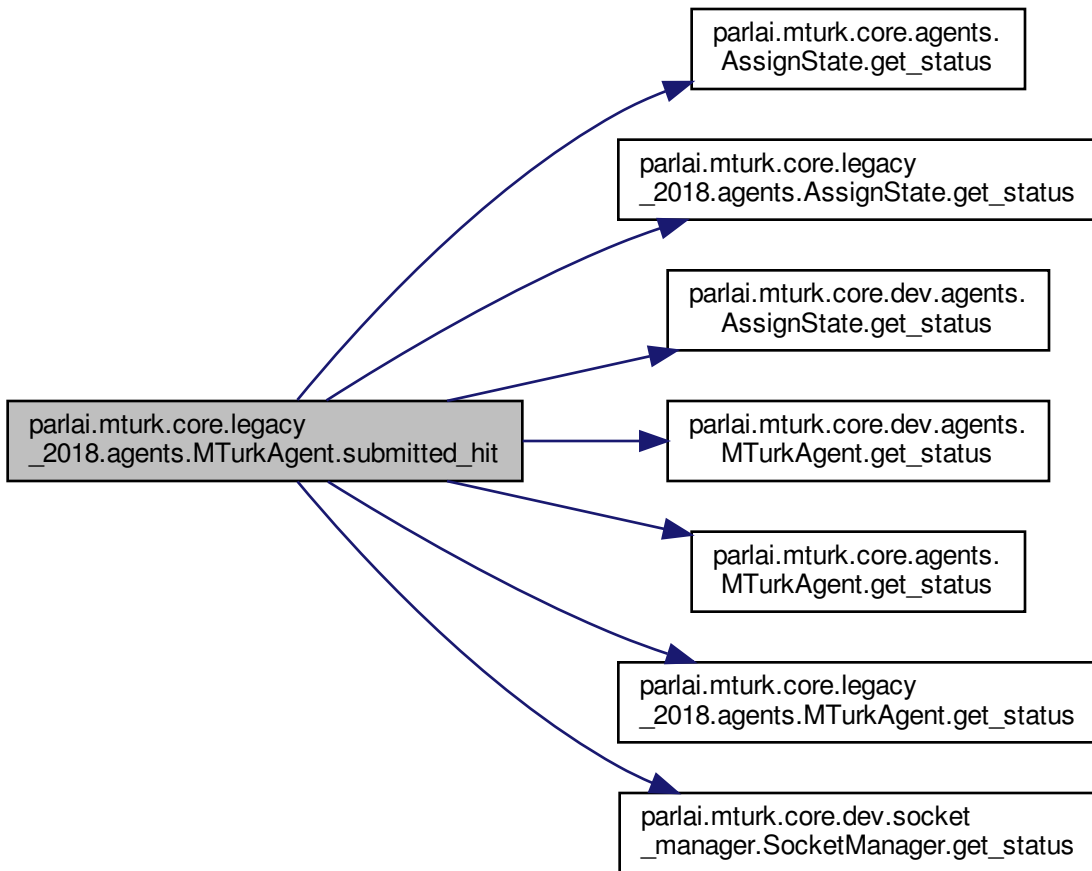 parlai.mturk.core.agents.
AssignState.get_status
parlai.mturk.core.legacy
_2018.agents.AssignState.get_status
parlai.mturk.core.dev.agents.
AssignState.get_status
parlai.mturk.core.legacy
_2018.agents.MTurkAgent.submitted_hit
parlai.mturk.core.dev.agents.
MTurkAgent.get_status
parlai.mturk.core.agents.
MTurkAgent.get_status
parlai.mturk.core.legacy
_2018.agents.MTurkAgent.get_status
parlai.mturk.core.dev.socket
_manager.SocketManager.get_status